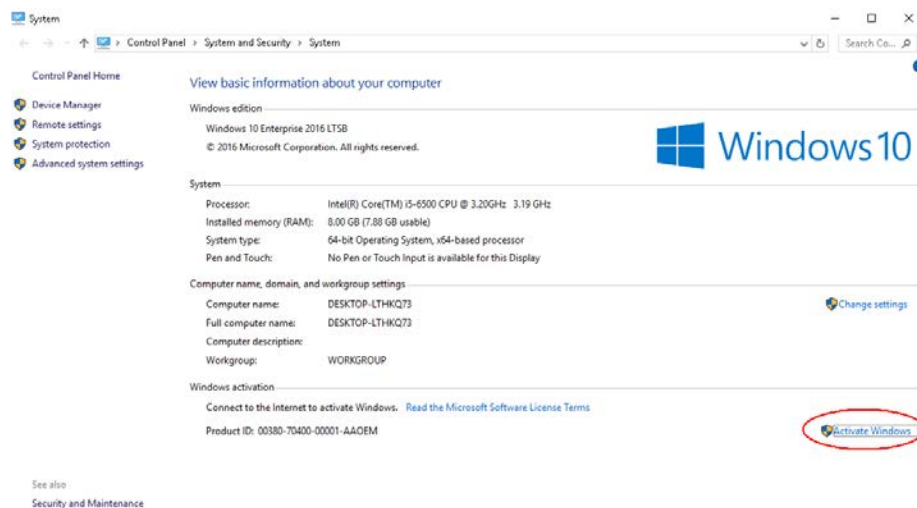 System
Control Panel > System and Security > System
Search Co...
Control Panel Home
Device Manager
Remote settings
System protection
Advanced system settings
View basic information about your computer
Windows edition
Windows 10 Enterprise 2016 LTSB
© 2016 Microsoft Corporation. All rights reserved.
Windows 10
System
Processor: Intel(R) Core(TM) i5-6500 CPU @ 3.20GHz 3.19 GHz
Installed memory (RAM): 8.00 GB (7.88 GB usable)
System type: 64-bit Operating System, x64-based processor
Pen and Touch: No Pen or Touch Input is available for this Display
Computer name, domain, and workgroup settings
Computer name: DESKTOP-LTHKQ73
Change settings
Full computer name: DESKTOP-LTHKQ73
Computer description:
Workgroup: WORKGROUP
Windows activation
Connect to the Internet to activate Windows. Read the Microsoft Software License Terms
Product ID: 00380-70400-00001-AAOEM
Activate Windows
See also
Security and Maintenance